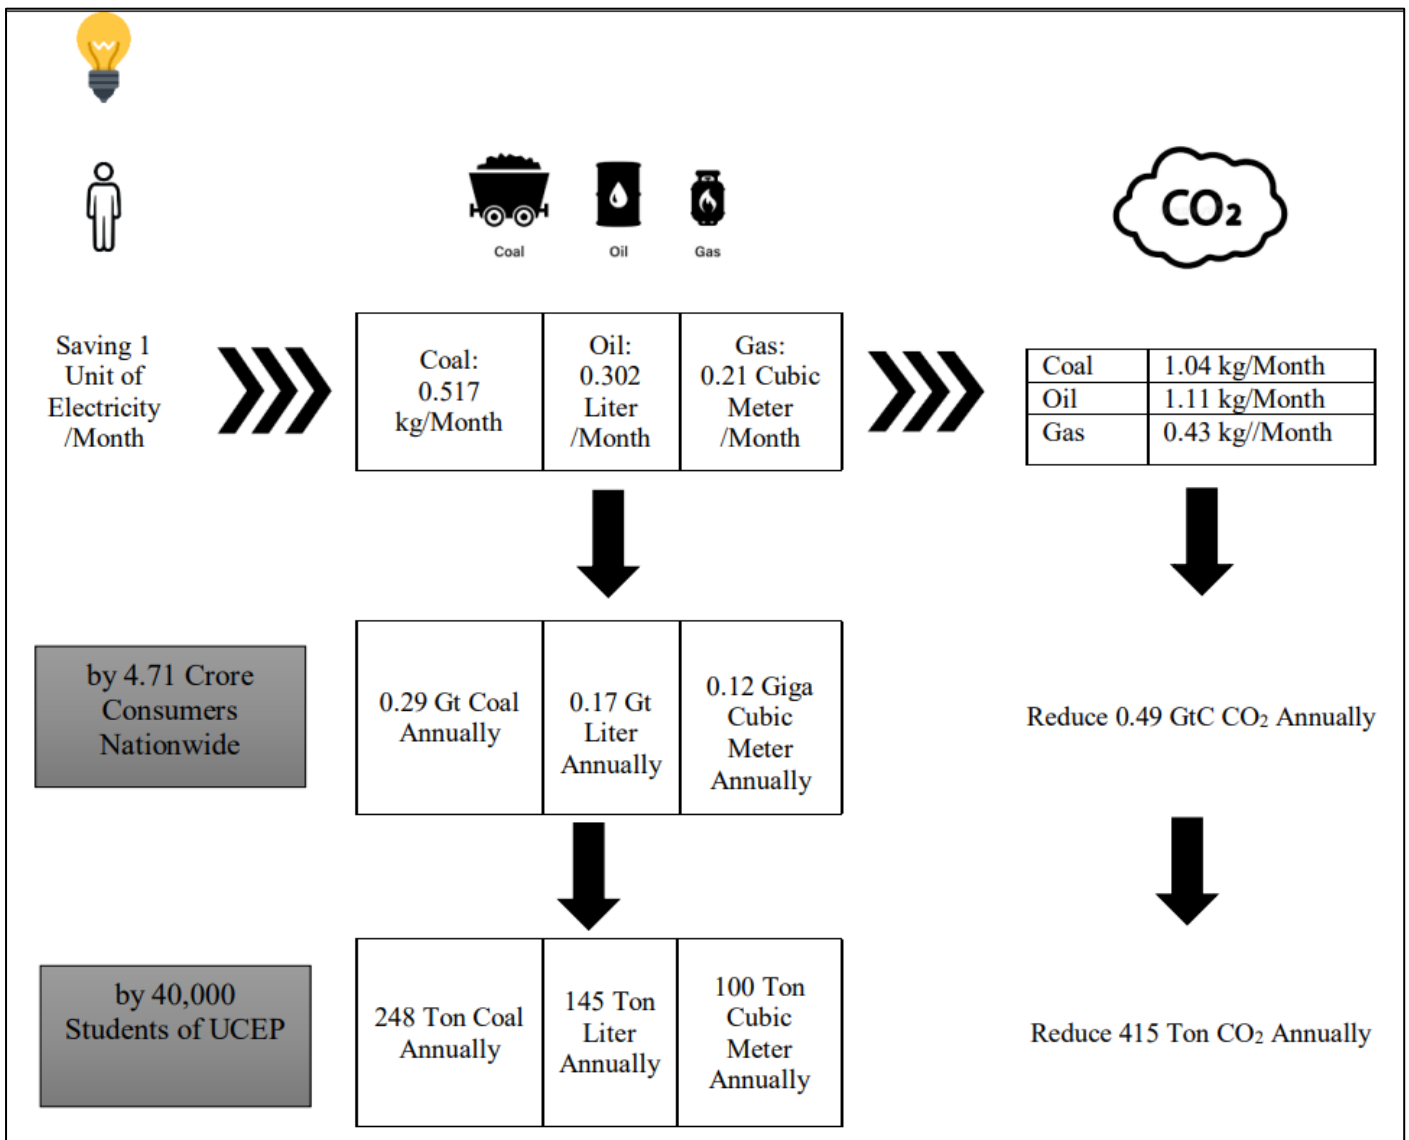 Coal
Oil
Gas
CO₂
Saving 1
Unit of
Electricity
/Month
Coal:
0.517
kg/Month
Oil:
0.302
Liter
/Month
Gas:
0.21 Cubic
Meter
/Month
Coal 1.04 kg/Month
Oil 1.11 kg/Month
Gas 0.43 kg//Month
by 4.71 Crore
Consumers
Nationwide
0.29 Gt Coal
Annually
0.17 Gt
Liter
Annually
0.12 Giga
Cubic
Meter
Annually
Reduce 0.49 GtC CO₂ Annually
by 40,000
Students of UCEP
248 Ton Coal
Annually
145 Ton
Liter
Annually
100 Ton
Cubic
Meter
Annually
Reduce 415 Ton CO₂ Annually